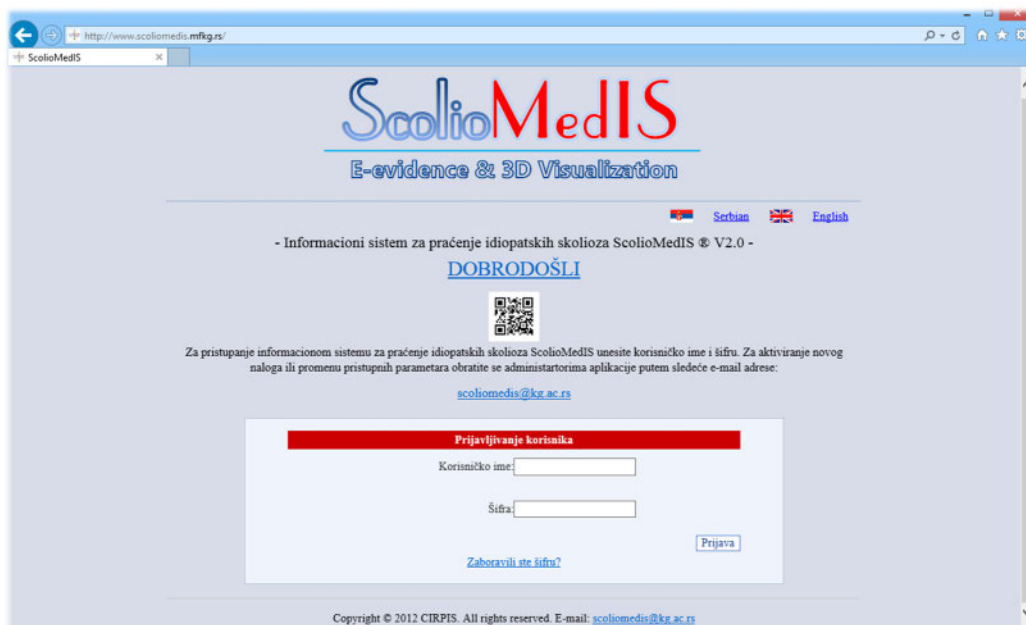 http://www.scoliomedis.mfkg.rs/
ScolioMedIS
ScolioMedIS
E-evidence & 3D Visualization
Serbian English
- Informacioni sistem za praćenje idiopatskih skolioza ScolioMedIS ® V2.0 -
DOBRODOŠLI
Za pristupanje informacionom sistemu za praćenje idiopatskih skolioza ScolioMedIS unesite korisničko ime i šifru. Za aktiviranje novog
naloga ili promenu pristupnih parametara obratite se administartorima aplikacije putem sledeće e-mail adrese:
scoliomedis@kg.ac.rs
Prijavljivanje korisnika
Korisničko ime:
Šifra:
Prijava
Zaboravili ste šifru?
Copyright © 2012 CIRPIS. All rights reserved. E-mail: scoliomedis@kg.ac.rs